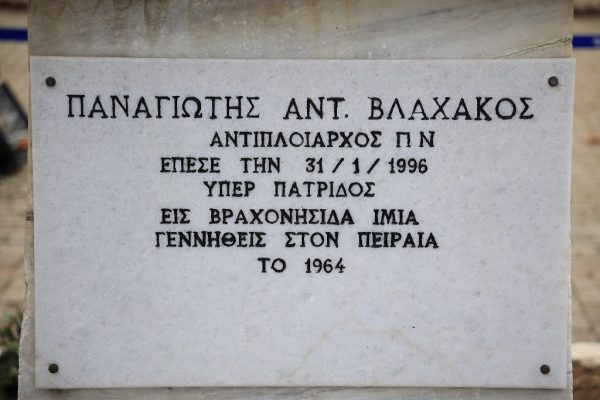 ΠΑΝΑΓΙΩΤΗΣ ΑΝΤ. ΒΛΑΧΑΚΟΣ
ΑΝΤΙΠΛΟΙΑΡΧΟΣ ΠΝ
ΕΠΕΣΕ ΤΗΝ 31/1/1996
ΥΠΕΡ ΠΑΤΡΙΔΟΣ
ΕΙΣ ΒΡΑΧΟΝΗΣΙΔΑ ΙΜΙΑ
ΓΕΝΝΗΘΕΙΣ ΣΤΟΝ ΠΕΙΡΑΙΑ
ΤΟ 1964